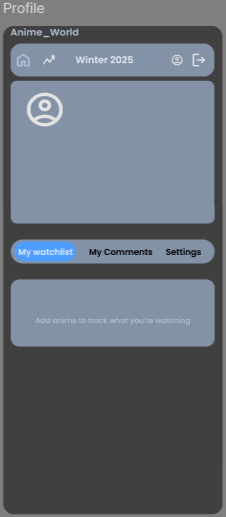 Profile
Anime_World
Winter 2025
My watchlist My Comments Settings
Add anime to track what you're watching